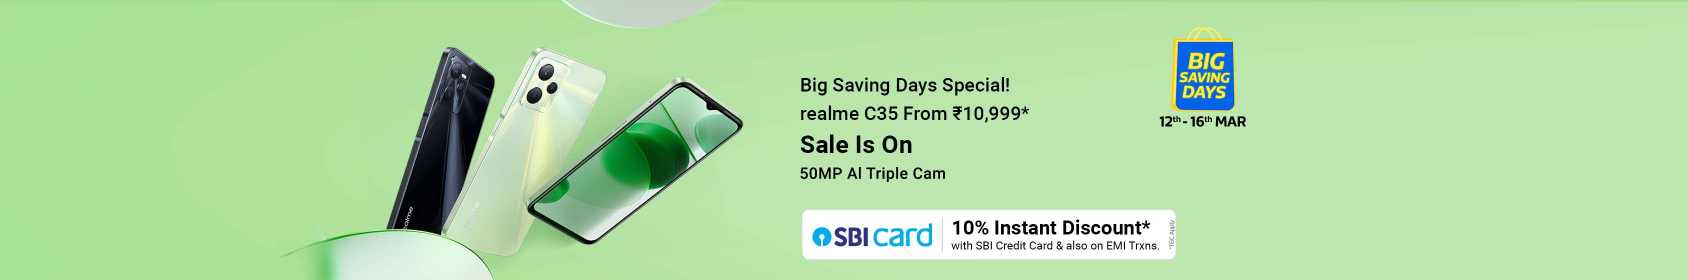 Big Saving Days Special!
realme C35 From ₹10,999*
Sale Is On
50MP AI Triple Cam
SBI card
10% Instant Discount*
with SBI Credit Card & also on EMI Trxns.
*T&C Apply
BIG
SAVING
DAYS
12th - 16th MAR
realme